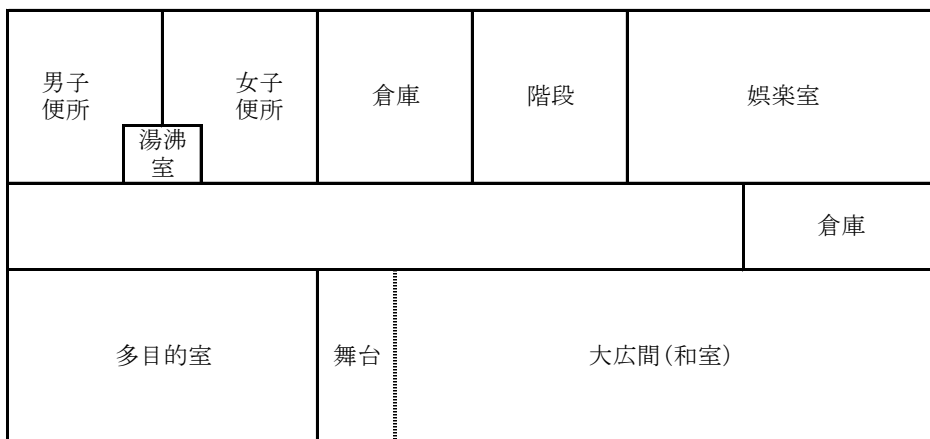 男子
便所
女子
便所
湯沸
室
倉庫
階段
娯楽室
倉庫
多目的室
舞台
大広間(和室)